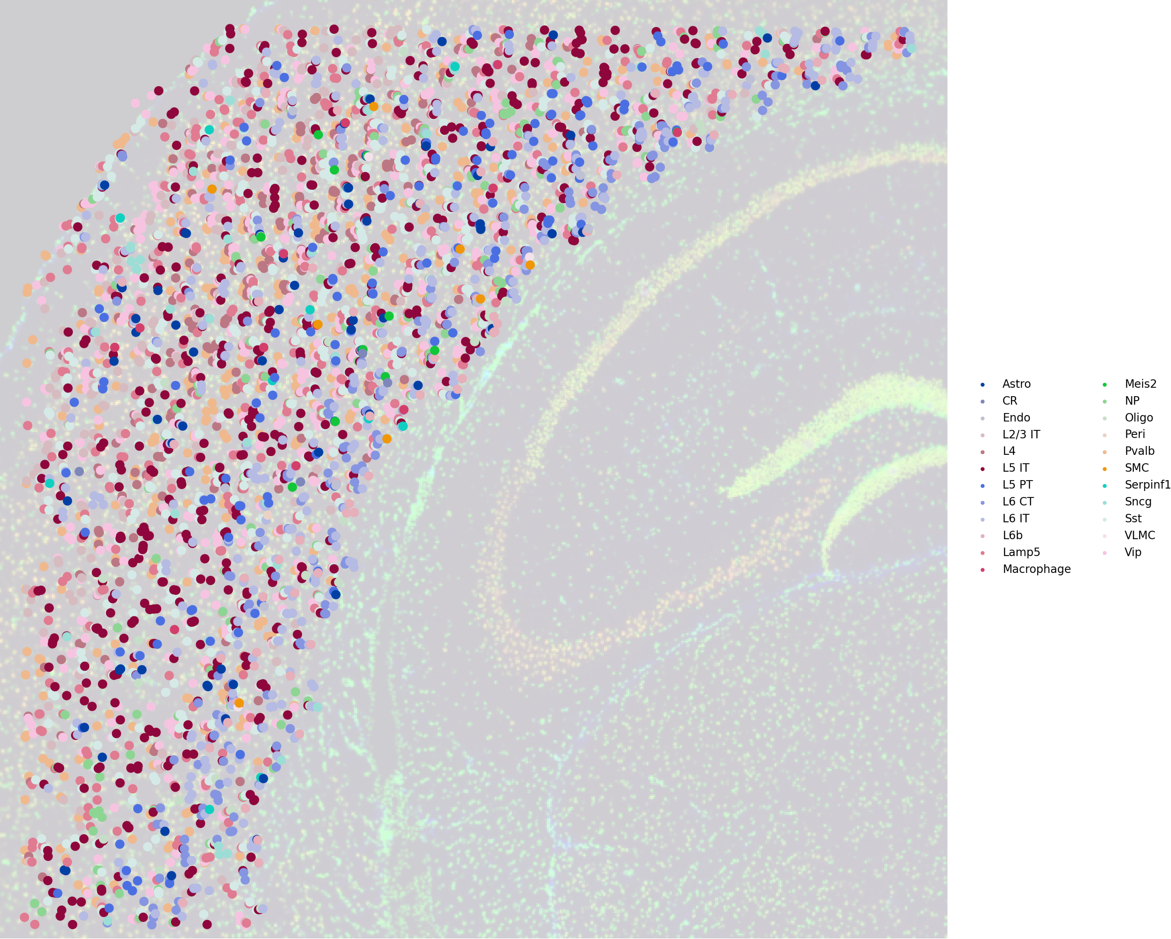 Astro
CR
Endo
L2/3 IT
L4
L5 IT
L5 PT
L6 CT
L6 IT
L6b
Lamp5
Macrophage
Meis2
NP
Oligo
Peri
Pvalb
SMC
Serpinf1
Sncg
Sst
VLMC
Vip